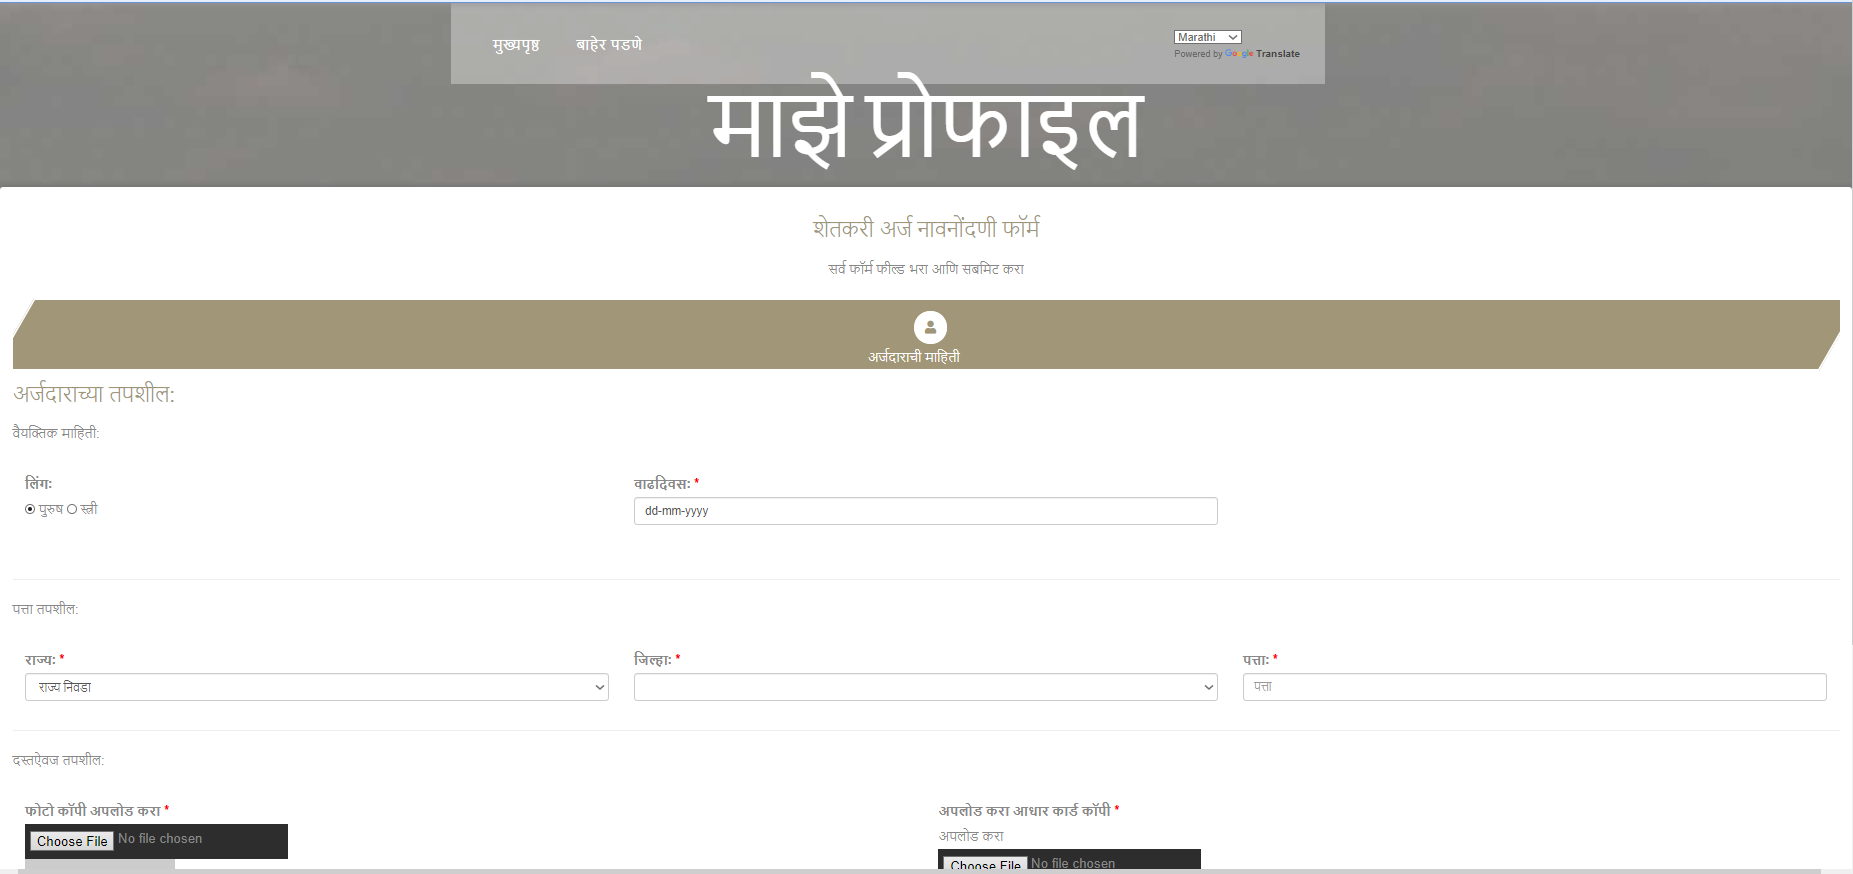 मुख्यपृष्ठ बाहेर पडणे
Marathi
Powered by Google Translate
माझे प्रोफाइल
शेतकरी अर्ज नावनोंदणी फॉर्म
सर्व फॉर्म फील्ड भरा आणि सबमिट करा
अर्जदाराची माहिती
अर्जदाराच्या तपशील:
वैयक्तिक माहिती:
लिंग: वाढदिवस: *
पुरुष स्त्री dd-mm-yyyy
पत्ता तपशील:
राज्य: * जिल्हा: * पत्ता: *
राज्य निवडा पत्ता
दस्तऐवज तपशील:
फोटो कॉपी अपलोड करा * अपलोड करा आधार कार्ड कॉपी *
अपलोड करा
Choose File No file chosen
Choose File No file chosen